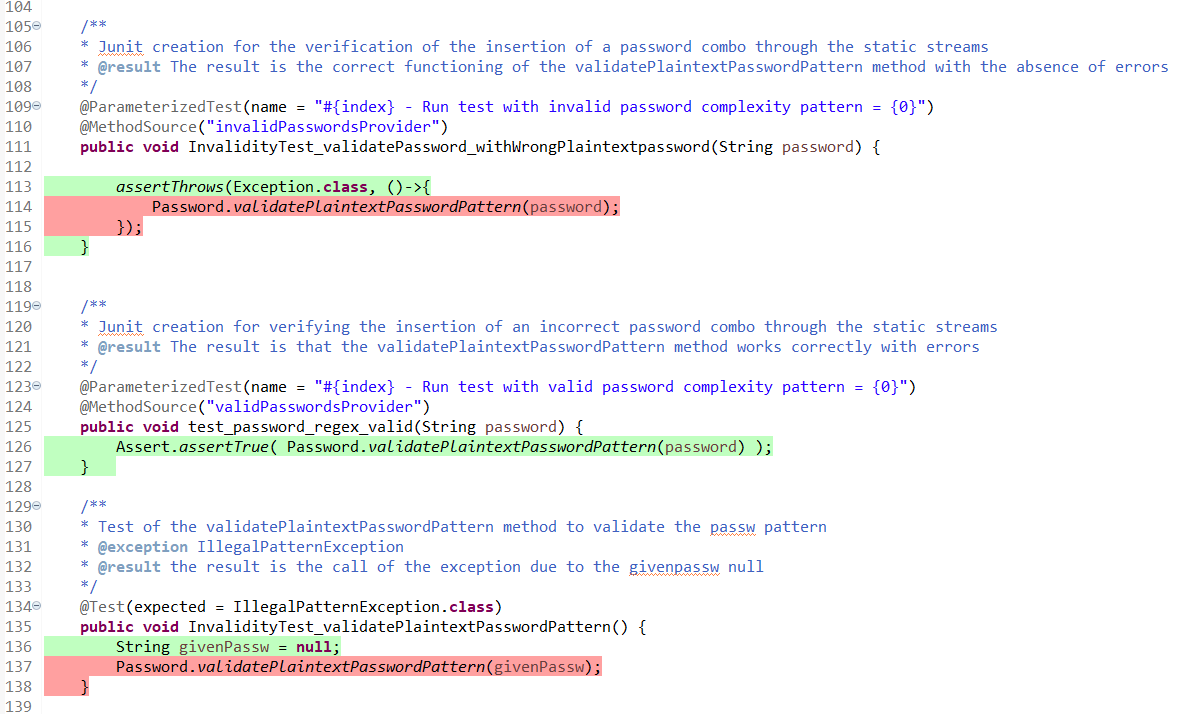 104
105 /**
106 * Junit creation for the verification of the insertion of a password combo through the static streams
107 * @result The result is the correct functioning of the validatePlaintextPasswordPattern method with the absence of errors
108 */
109 @ParameterizedTest(name = "#{index} - Run test with invalid password complexity pattern = {0}")
110 @MethodSource("invalidPasswordsProvider")
111 public void InvalidityTest_validatePassword_withWrongPlaintextpassword(String password) {
112
113 assertThrows(Exception.class, ()->{
114 Password.validatePlaintextPasswordPattern(password);
115 });
116 }
117
118
119 /**
120 * Junit creation for verifying the insertion of an incorrect password combo through the static streams
121 * @result The result is that the validatePlaintextPasswordPattern method works correctly with errors
122 */
123 @ParameterizedTest(name = "#{index} - Run test with valid password complexity pattern = {0}")
124 @MethodSource("validPasswordsProvider")
125 public void test_password_regex_valid(String password) {
126 Assert.assertTrue( Password.validatePlaintextPasswordPattern(password) );
127 }
128
129 /**
130 * Test of the validatePlaintextPasswordPattern method to validate the passw pattern
131 * @exception IllegalPatternException
132 * @result the result is the call of the exception due to the givenpassw null
133 */
134 @Test(expected = IllegalPatternException.class)
135 public void InvalidityTest_validatePlaintextPasswordPattern() {
136 String givenPassw = null;
137 Password.validatePlaintextPasswordPattern(givenPassw);
138 }
139